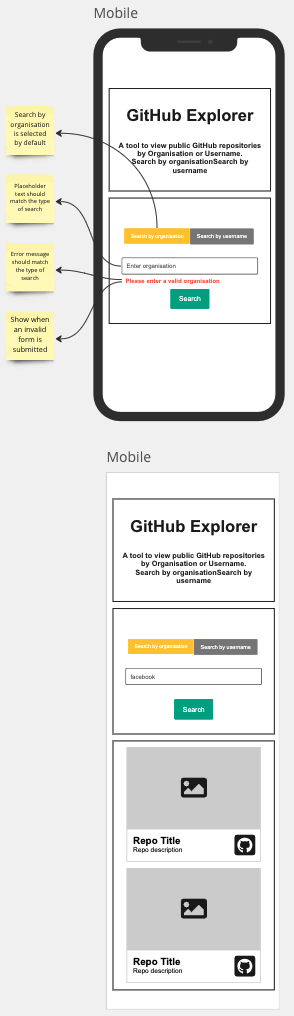 Mobile
Search by
organisation
is selected
by default
Placeholder
text should
match the type
of search
Error message
should match
the type of
search
Show when
an invalid
form is
submitted
GitHub Explorer
A tool to view public GitHub repositories
by Organisation or Username.
Search by organisationSearch by
username
Search by organisation
Search by username
Enter organisation
Please enter a valid organisation
Search
Mobile
GitHub Explorer
A tool to view public GitHub repositories
by Organisation or Username.
Search by organisationSearch by
username
Search by organisation
Search by username
facebook
Search
Repo Title
Repo description
Repo Title
Repo description